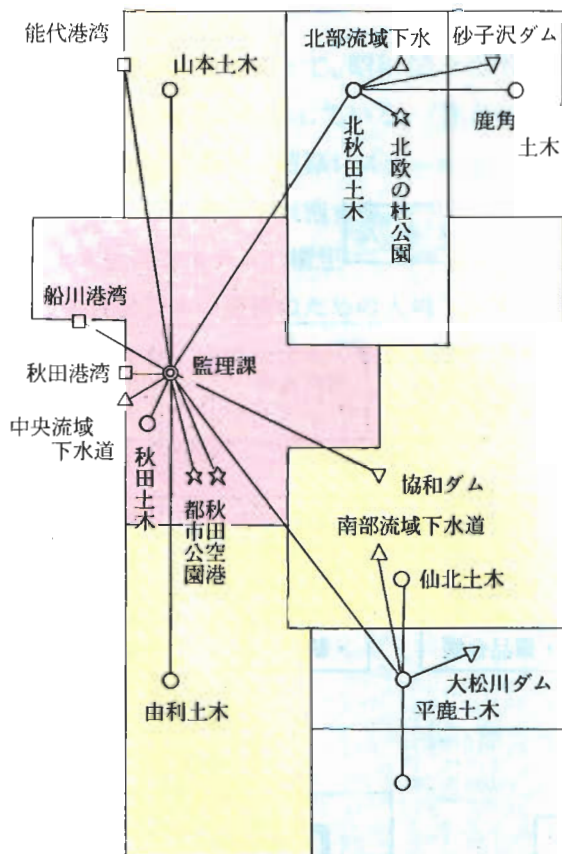 能代港湾
山本土木
北部流域下水
砂子沢ダム
北秋田土木
北欧の杜公園
鹿角
土木
船川港湾
秋田港湾
監理課
中央流域
下水道
秋田土木
都市公園
秋田空港
協和ダム
南部流域下水道
仙北土木
由利土木
大松川ダム
平鹿土木